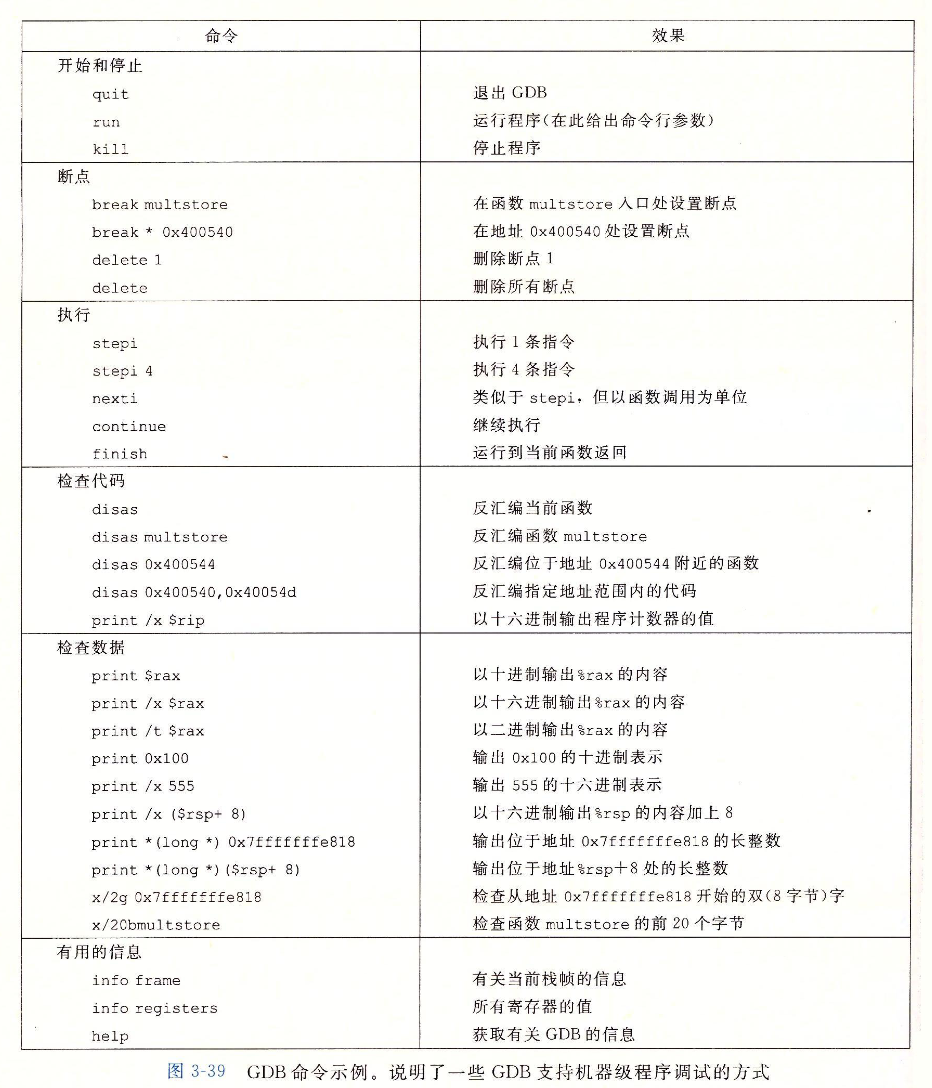 命令 效果
开始和停止
quit 退出 GDB
run 运行程序(在此给出命令行参数)
kill 停止程序
断点
break multstore 在函数 multstore 入口处设置断点
break * 0x400540 在地址 0x400540 处设置断点
delete 1 删除断点 1
delete 删除所有断点
执行
stepi 执行 1 条指令
stepi 4 执行 4 条指令
nexti 类似于 stepi，但以函数调用为单位
continue 继续执行
finish 运行到当前函数返回
检查代码
disas 反汇编当前函数
disas multstore 反汇编函数 multstore
disas 0x400544 反汇编位于地址 0x400544 附近的函数
disas 0x400540,0x40054d 反汇编指定地址范围内的代码
print /x $rip 以十六进制输出程序计数器的值
检查数据
print $rax 以十进制输出%rax 的内容
print /x $rax 以十六进制输出%rax 的内容
print /t $rax 以二进制输出%rax 的内容
print 0x100 输出 0x100 的十进制表示
print /x 555 输出 555 的十六进制表示
print /x ($rsp+ 8) 以十六进制输出%rsp 的内容加上 8
print *(long *) 0x7fffffffe818 输出位于地址 0x7fffffffe818 的长整数
print *(long *)($rsp+ 8) 输出位于地址%rsp+8 处的长整数
x/2g 0x7fffffffe818 检查从地址 0x7fffffffe818 开始的双(8 字节)字
x/20bmultstore 检查函数 multstore 的前 20 个字节
有用的信息
info frame 有关当前栈帧的信息
info registers 所有寄存器的值
help 获取有关 GDB 的信息
图 3-39 GDB 命令示例。说明了一些 GDB 支持机器级程序调试的方式